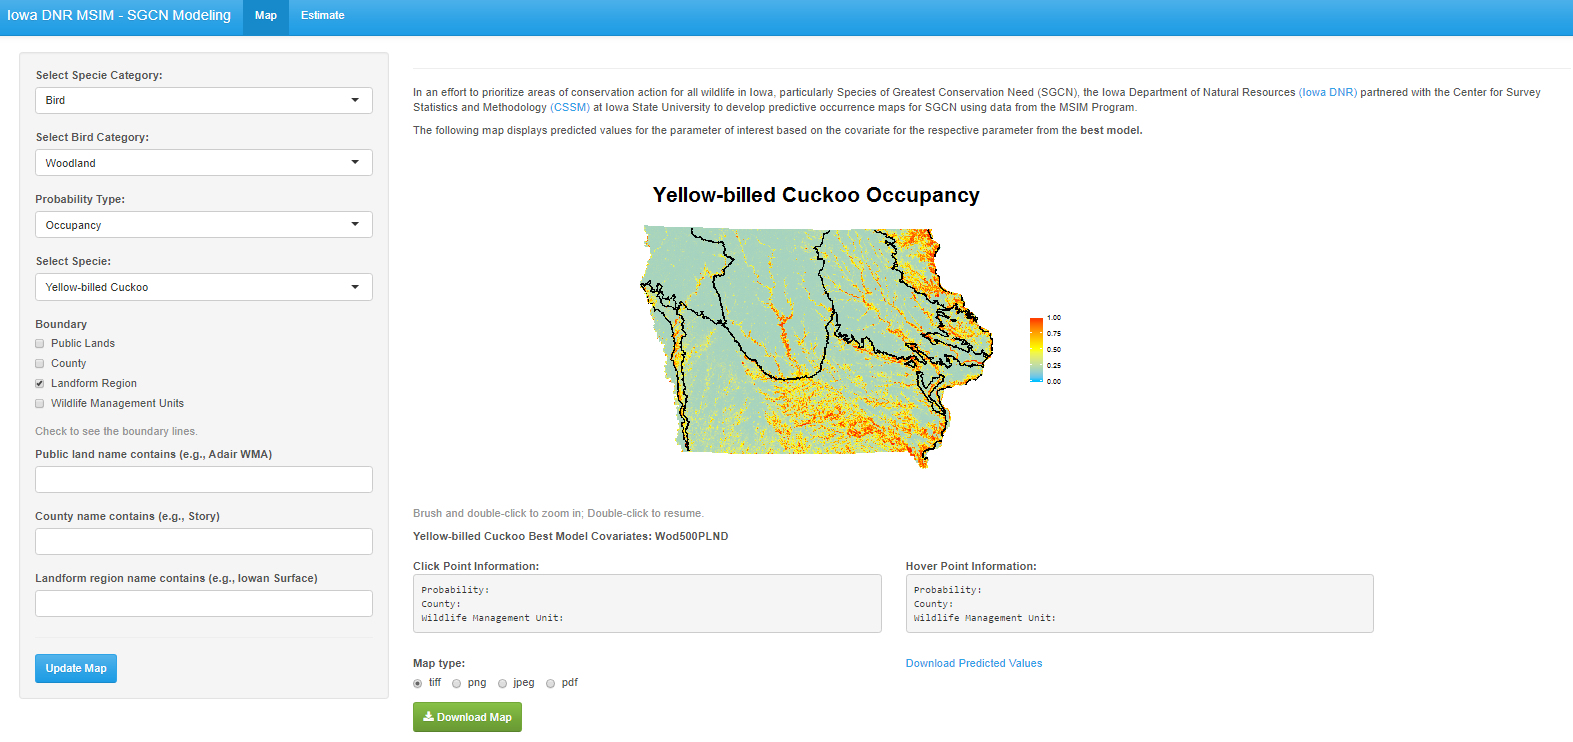 Iowa DNR MSIM - SGCN Modeling Map Estimate
Select Specie Category:
Bird
Select Bird Category:
Woodland
Probability Type:
Occupancy
Select Specie:
Yellow-billed Cuckoo
Boundary
Public Lands
County
Landform Region
Wildlife Management Units
Check to see the boundary lines.
Public land name contains (e.g., Adair WMA)
County name contains (e.g., Story)
Landform region name contains (e.g., Iowan Surface)
Update Map
In an effort to prioritize areas of conservation action for all wildlife in Iowa, particularly Species of Greatest Conservation Need (SGCN), the Iowa Department of Natural Resources (Iowa DNR) partnered with the Center for Survey
Statistics and Methodology (CSSM) at Iowa State University to develop predictive occurrence maps for SGCN using data from the MSIM Program.
The following map displays predicted values for the parameter of interest based on the covariate for the respective parameter from the best model.
Yellow-billed Cuckoo Occupancy
1.00
0.75
0.50
0.25
0.00
Brush and double-click to zoom in; Double-click to resume.
Yellow-billed Cuckoo Best Model Covariates: Wod500PLND
Click Point Information:
Probability:
County:
Wildlife Management Unit:
Hover Point Information:
Probability:
County:
Wildlife Management Unit:
Map type:
tiff png jpeg pdf
Download Map
Download Predicted Values